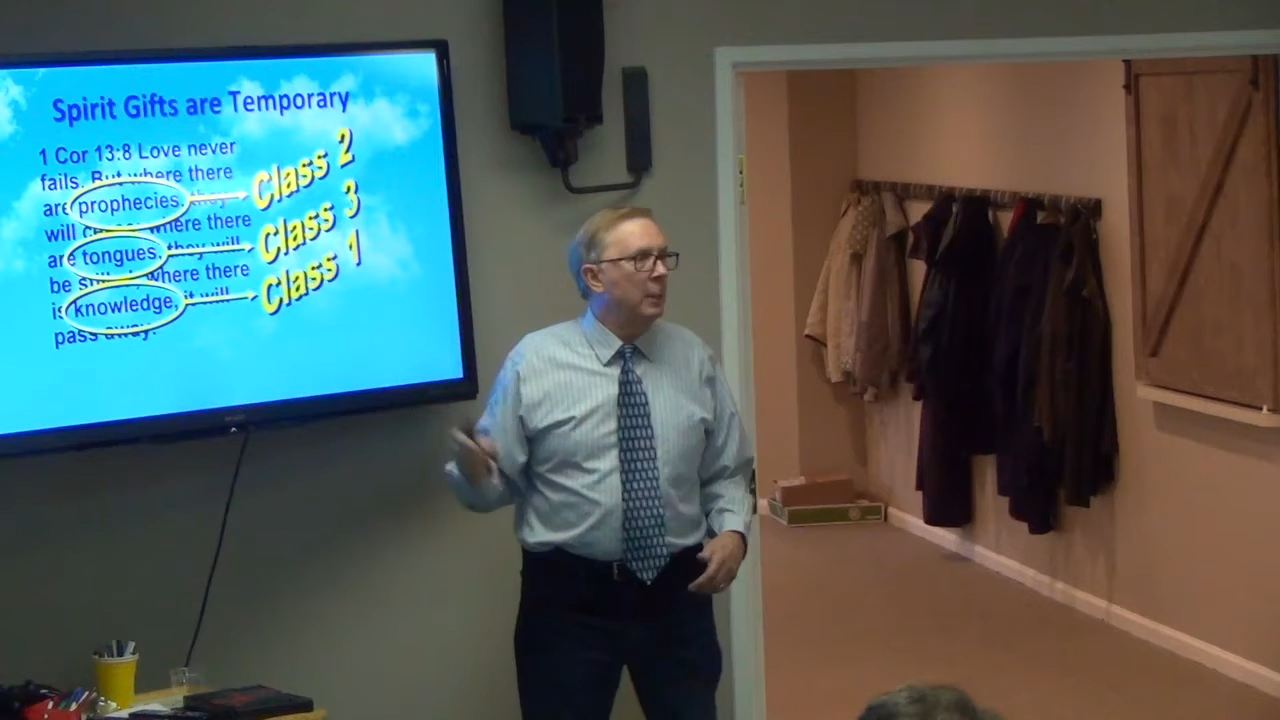 Spirit Gifts are Temporary
1 Cor 13:8 Love never
fails. But where there
are prophecies, they
will where there
are tongues, they will
be where there
is knowledge, it will
pass away.
Class 2
Class 3
Class 1